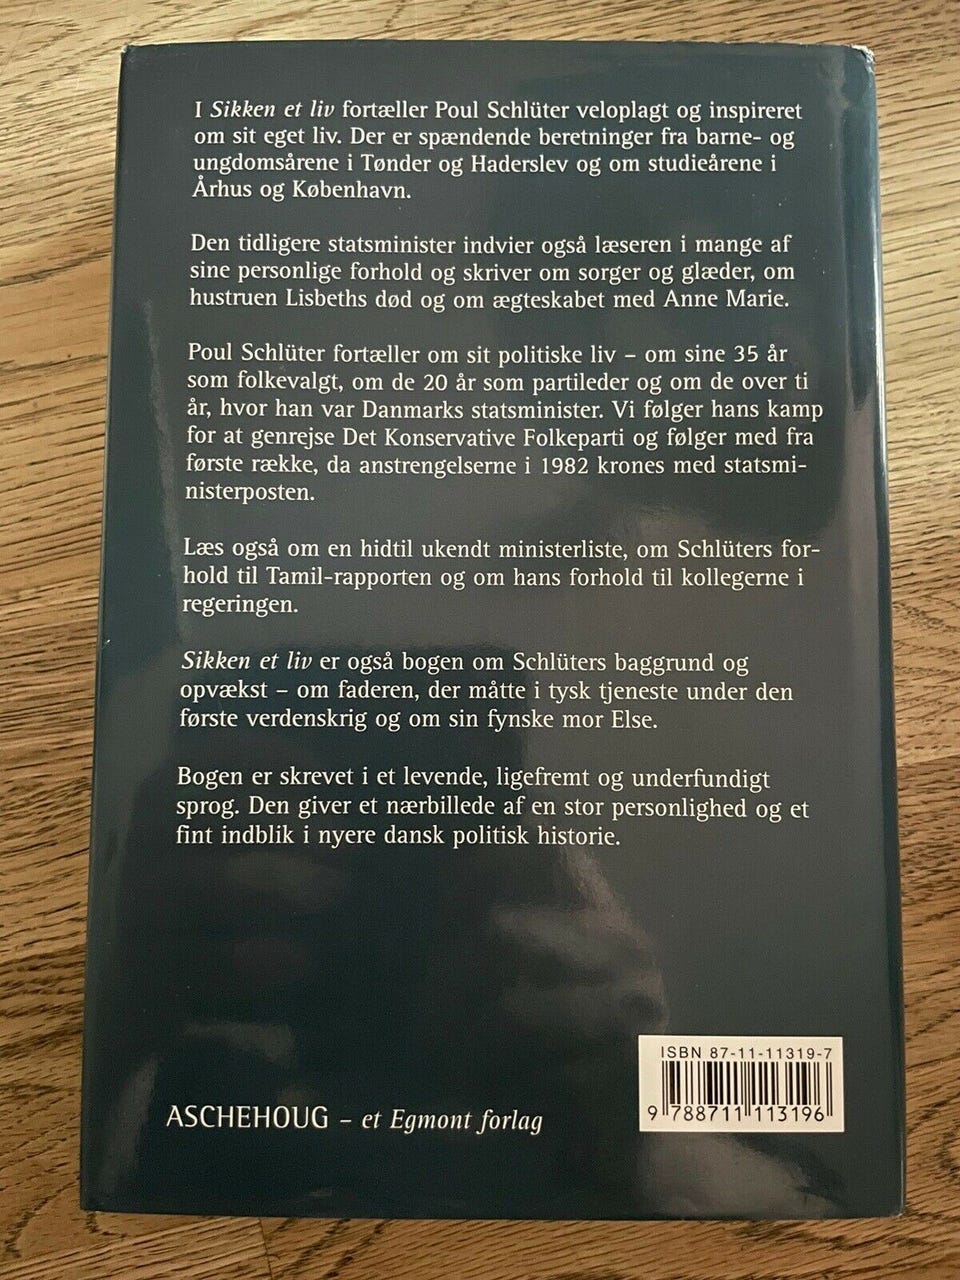 I Sikken et liv fortæller Poul Schlüter veloplagt og inspireret
om sit eget liv. Der er spændende beretninger fra barne- og
ungdomsårene i Tønder og Haderslev og om studieårene i
Århus og København.
Den tidligere statsminister indvier også læseren i mange af
sine personlige forhold og skriver om sorger og glæder, om
hustruen Lisbeths død og om ægteskabet med Anne Marie.
Poul Schlüter fortæller om sit politiske liv – om sine 35 år
som folkevalgt, om de 20 år som partileder og om de over ti
år, hvor han var Danmarks statsminister. Vi følger hans kamp
for at genrejse Det Konservative Folkeparti og følger med fra
første række, da anstrengelserne i 1982 krones med statsmi-
nisterposten.
Læs også om en hidtil ukendt ministerliste, om Schlüters for-
hold til Tamil-rapporten og om hans forhold til kollegerne i
regeringen.
Sikken et liv er også bogen om Schlüters baggrund og
opvækst – om faderen, der måtte i tysk tjeneste under den
første verdenskrig og om sin fynske mor Else.
Bogen er skrevet i et levende, ligefremt og underfundigt
sprog. Den giver et nærbillede af en stor personlighed og et
fint indblik i nyere dansk politisk historie.
ISBN 87-11-11319-7
9 788711 113196
ASCHEHOUG – et Egmont forlag